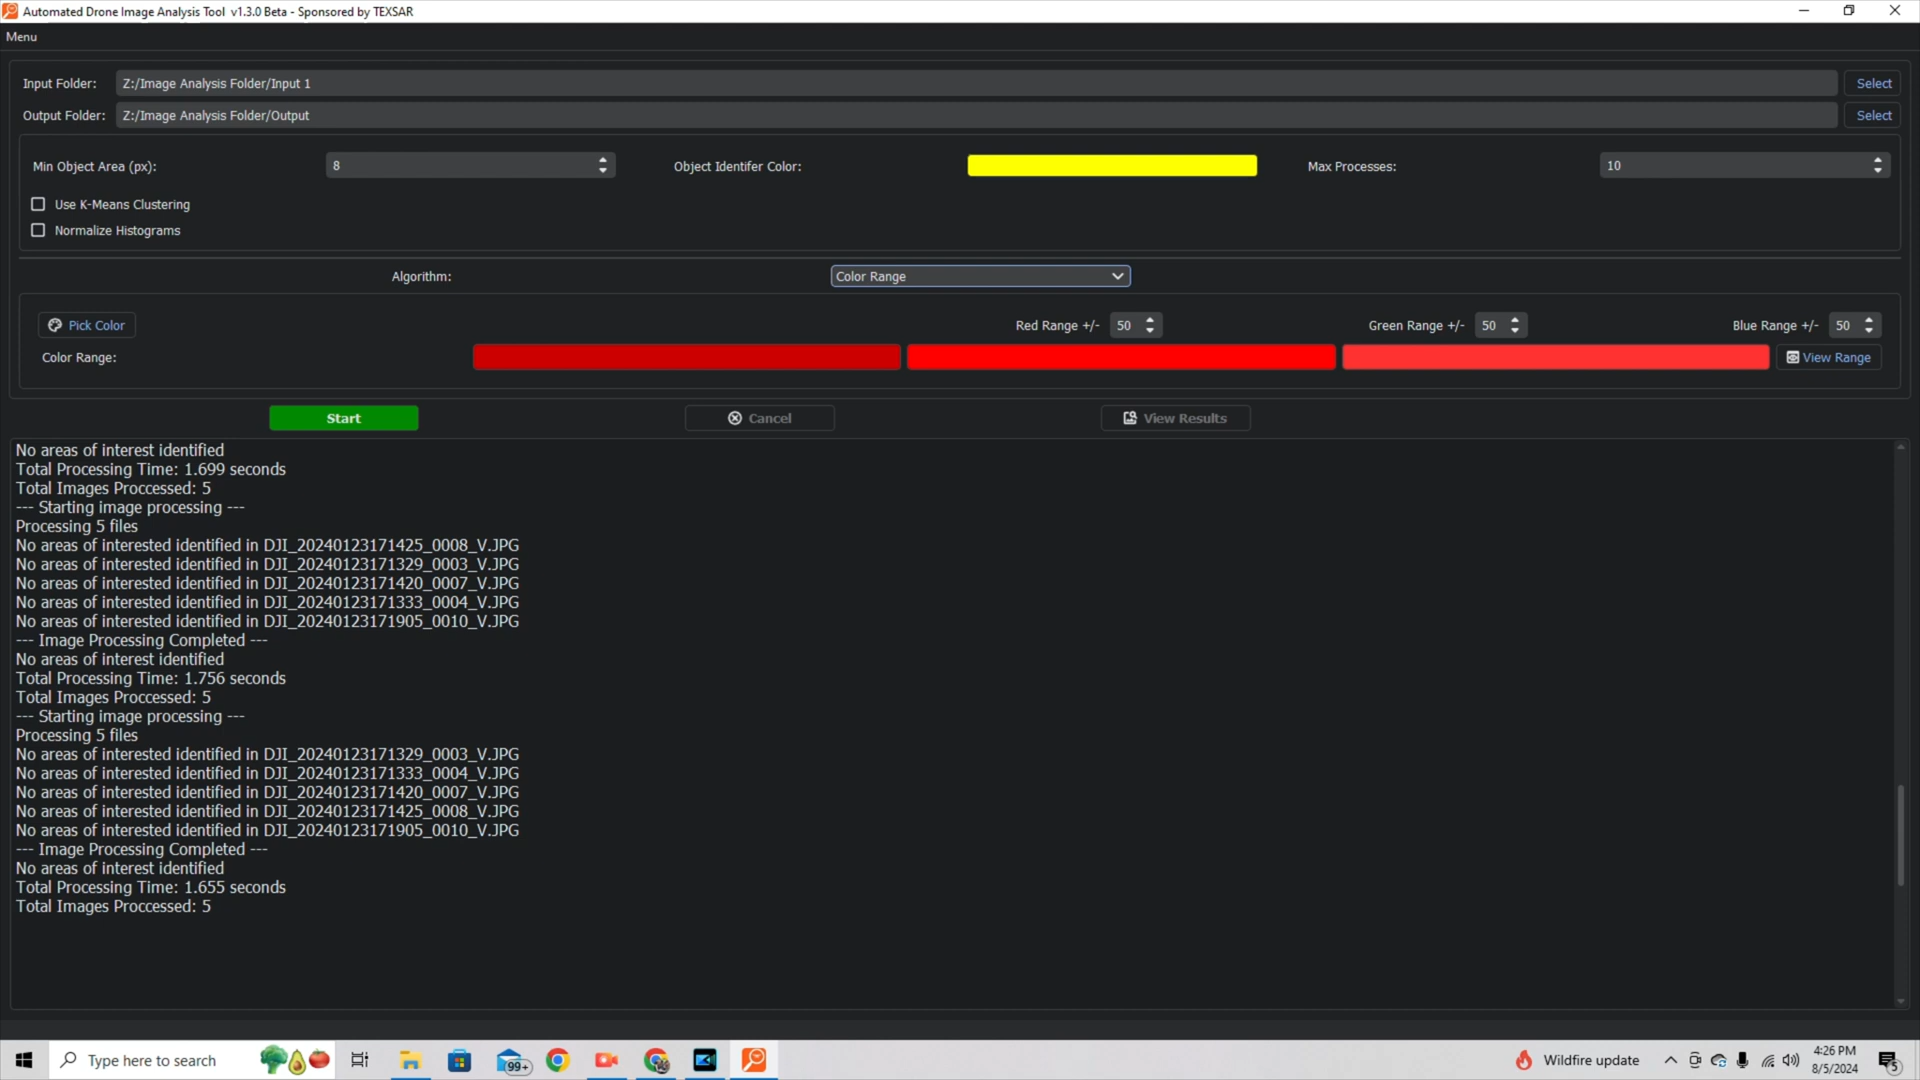 Automated Drone Image Analysis Tool v1.3.0 Beta - Sponsored by TEXSAR
Menu
Input Folder: Z:/Image Analysis Folder/Input 1 Select
Output Folder: Z:/Image Analysis Folder/Output Select
Min Object Area (px): 8 Object Identifer Color: Max Processes: 10
Use K-Means Clustering
Normalize Histograms
Algorithm: Color Range
Pick Color Red Range +/- 50 Green Range +/- 50 Blue Range +/- 50
Color Range: View Range
Start Cancel View Results
No areas of interest identified
Total Processing Time: 1.699 seconds
Total Images Proccessed: 5
--- Starting image processing ---
Processing 5 files
No areas of interested identified in DJI_20240123171425_0008_V.JPG
No areas of interested identified in DJI_20240123171329_0003_V.JPG
No areas of interested identified in DJI_20240123171420_0007_V.JPG
No areas of interested identified in DJI_20240123171333_0004_V.JPG
No areas of interested identified in DJI_20240123171905_0010_V.JPG
--- Image Processing Completed ---
No areas of interest identified
Total Processing Time: 1.756 seconds
Total Images Proccessed: 5
--- Starting image processing ---
Processing 5 files
No areas of interested identified in DJI_20240123171329_0003_V.JPG
No areas of interested identified in DJI_20240123171333_0004_V.JPG
No areas of interested identified in DJI_20240123171420_0007_V.JPG
No areas of interested identified in DJI_20240123171425_0008_V.JPG
No areas of interested identified in DJI_20240123171905_0010_V.JPG
--- Image Processing Completed ---
No areas of interest identified
Total Processing Time: 1.655 seconds
Total Images Proccessed: 5
Type here to search 99+ Wildfire update 4:26 PM
8/5/2024 5